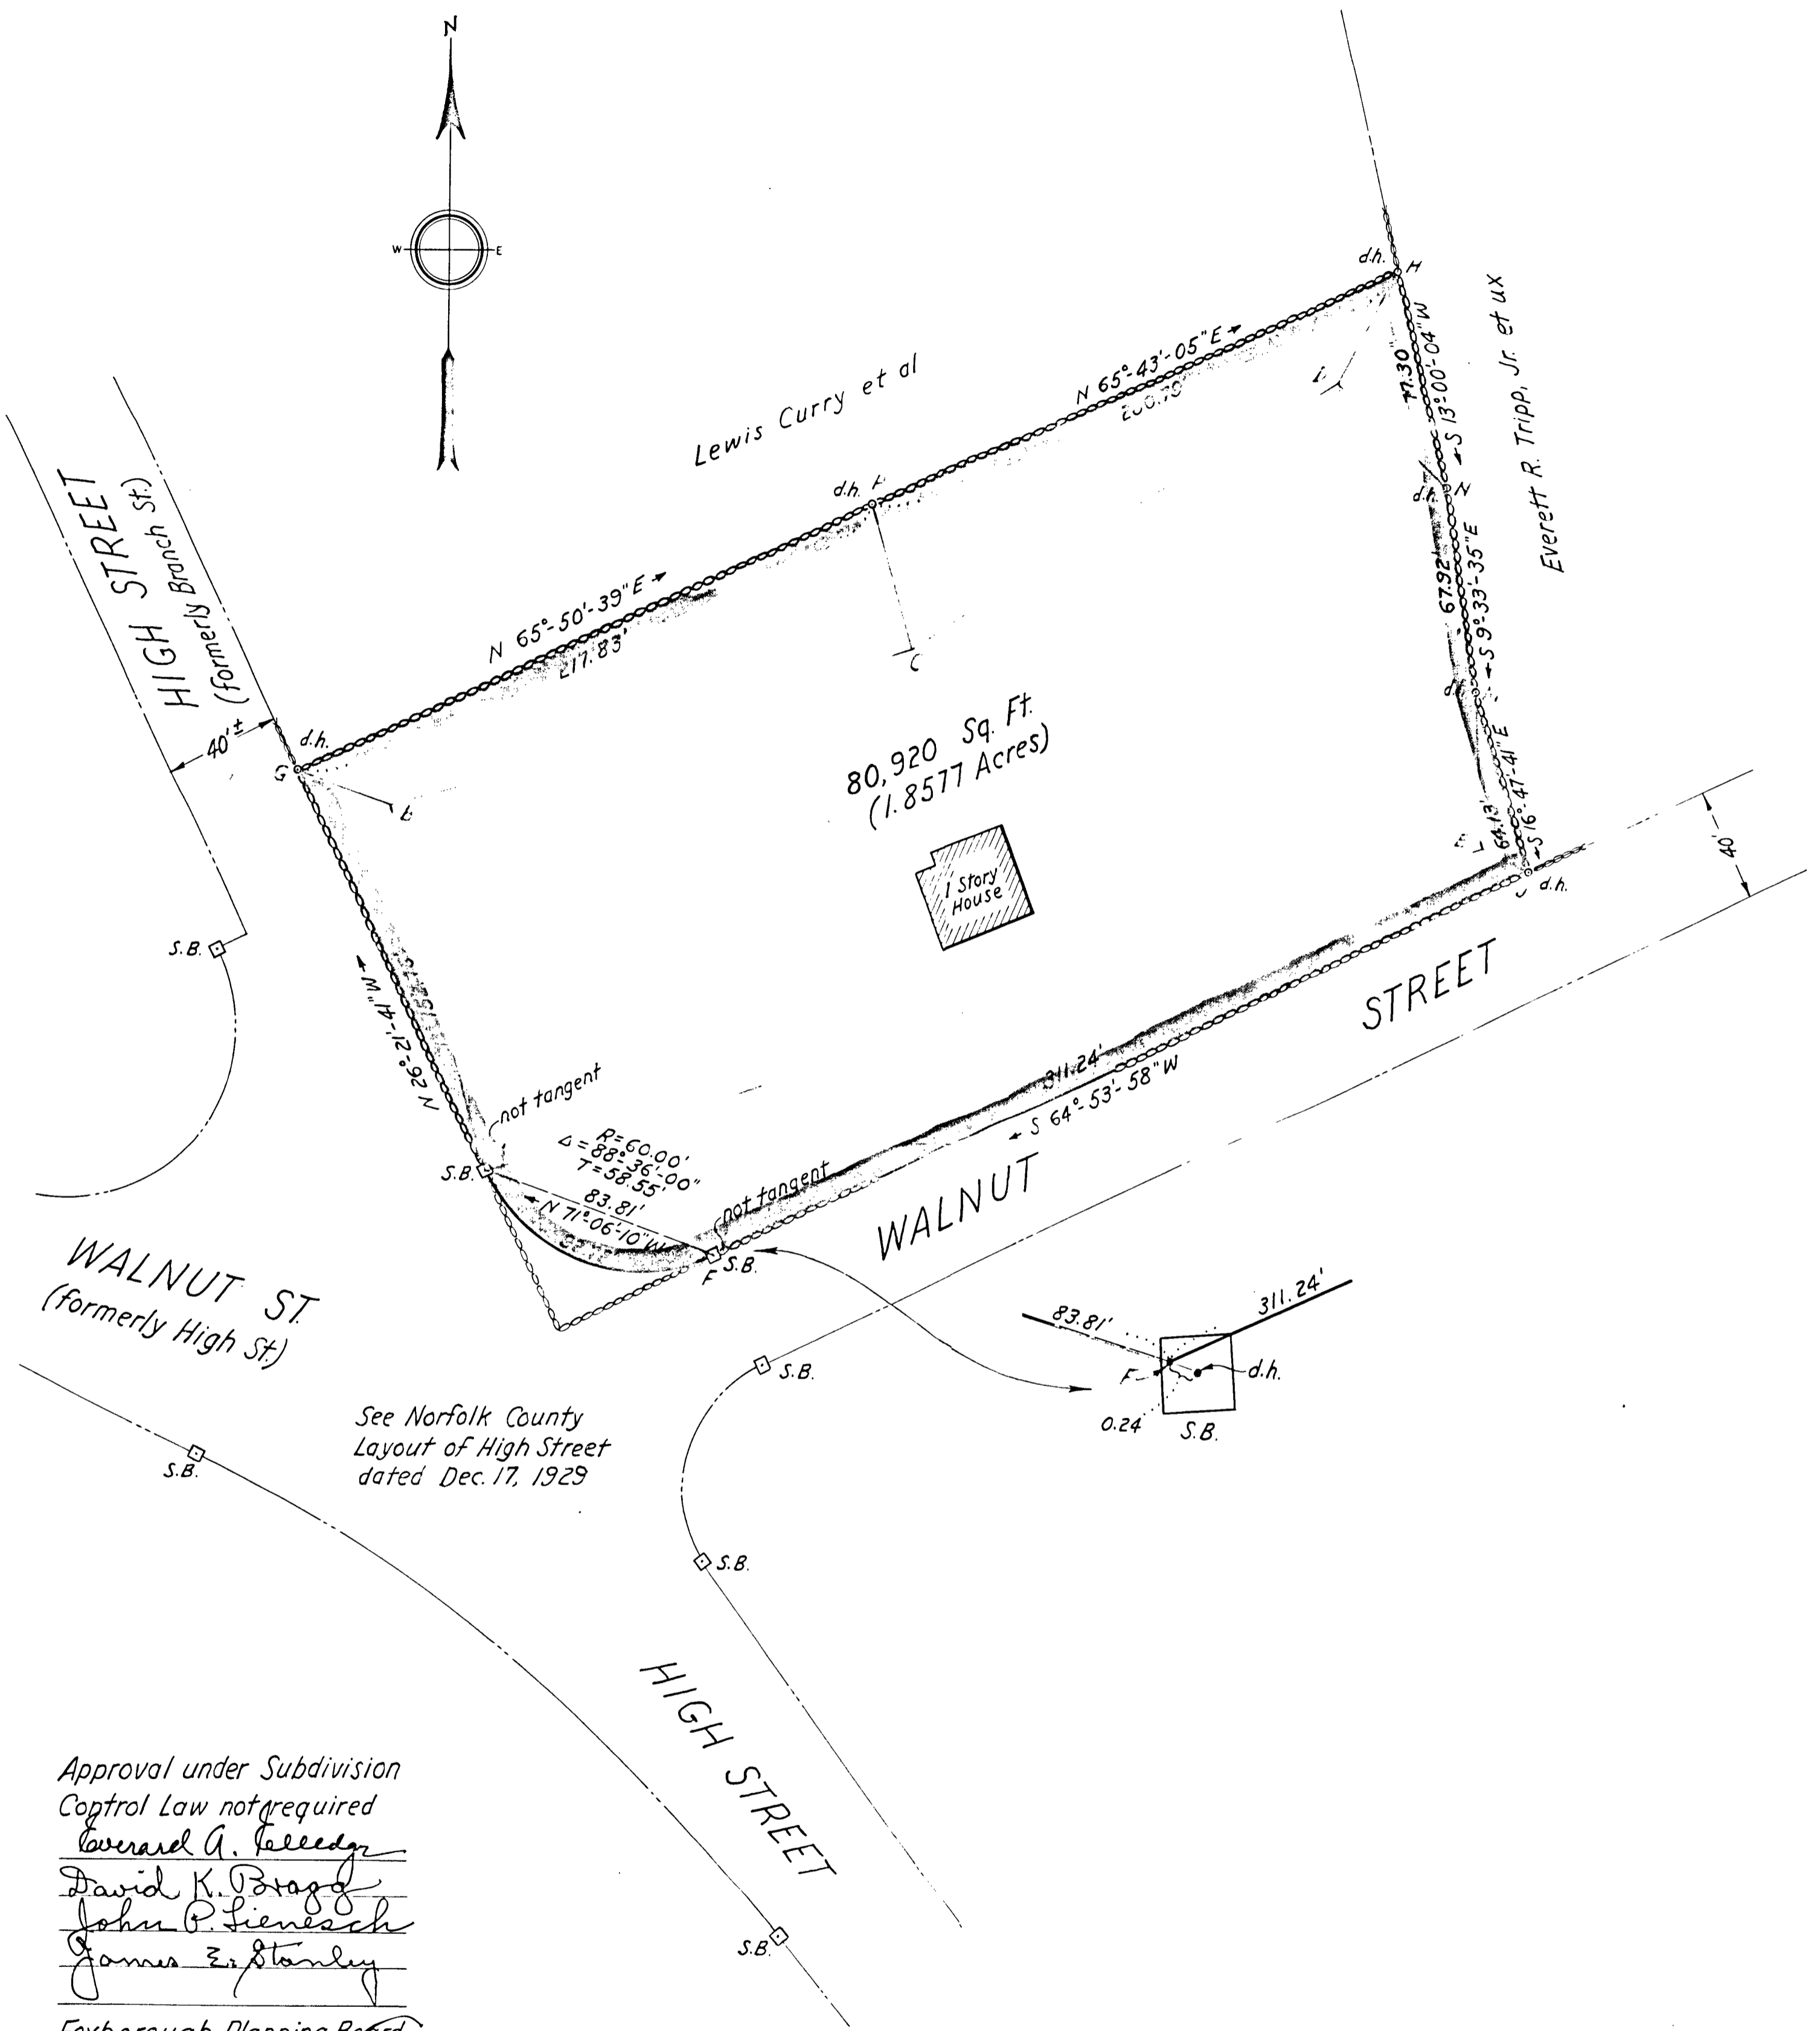 N
W
E
d.h.
H
Lewis Curry et al
N 65°-43'-05"E
77.30
S 13°-00'-04"W
Everett R. Tripp, Jr. et ux
d.h.
N
HIGH STREET
(formerly Branch St.)
40'±
N 65°-50'-39"E
217.83'
67.92'
S 9°-33'-35"E
d.h.
G
C
80,920 Sq. Ft.
(1.8577 Acres)
1 Story
House
64.13'
S 16°-47'-41"E
J
d.h.
40'
S.B.
N 26°-21'-41"W
not tangent
S.B.
R=60.00'
Δ=88°-36'-00"
T=58.55'
83.81'
N 71°-06'-10"W
not tangent
F
S.B.
311.24'
S 64°-53'-58"W
WALNUT STREET
WALNUT ST.
(formerly High St.)
83.81'
311.24'
F
d.h.
0.24
S.B.
S.B.
See Norfolk County
Layout of High Street
dated Dec. 17, 1929
S.B.
S.B.
HIGH STREET
S.B.
Approval under Subdivision
Control Law not required
David K. Bragg
John P. Lienesch
James E. Stanley
Foxborough Planning Board